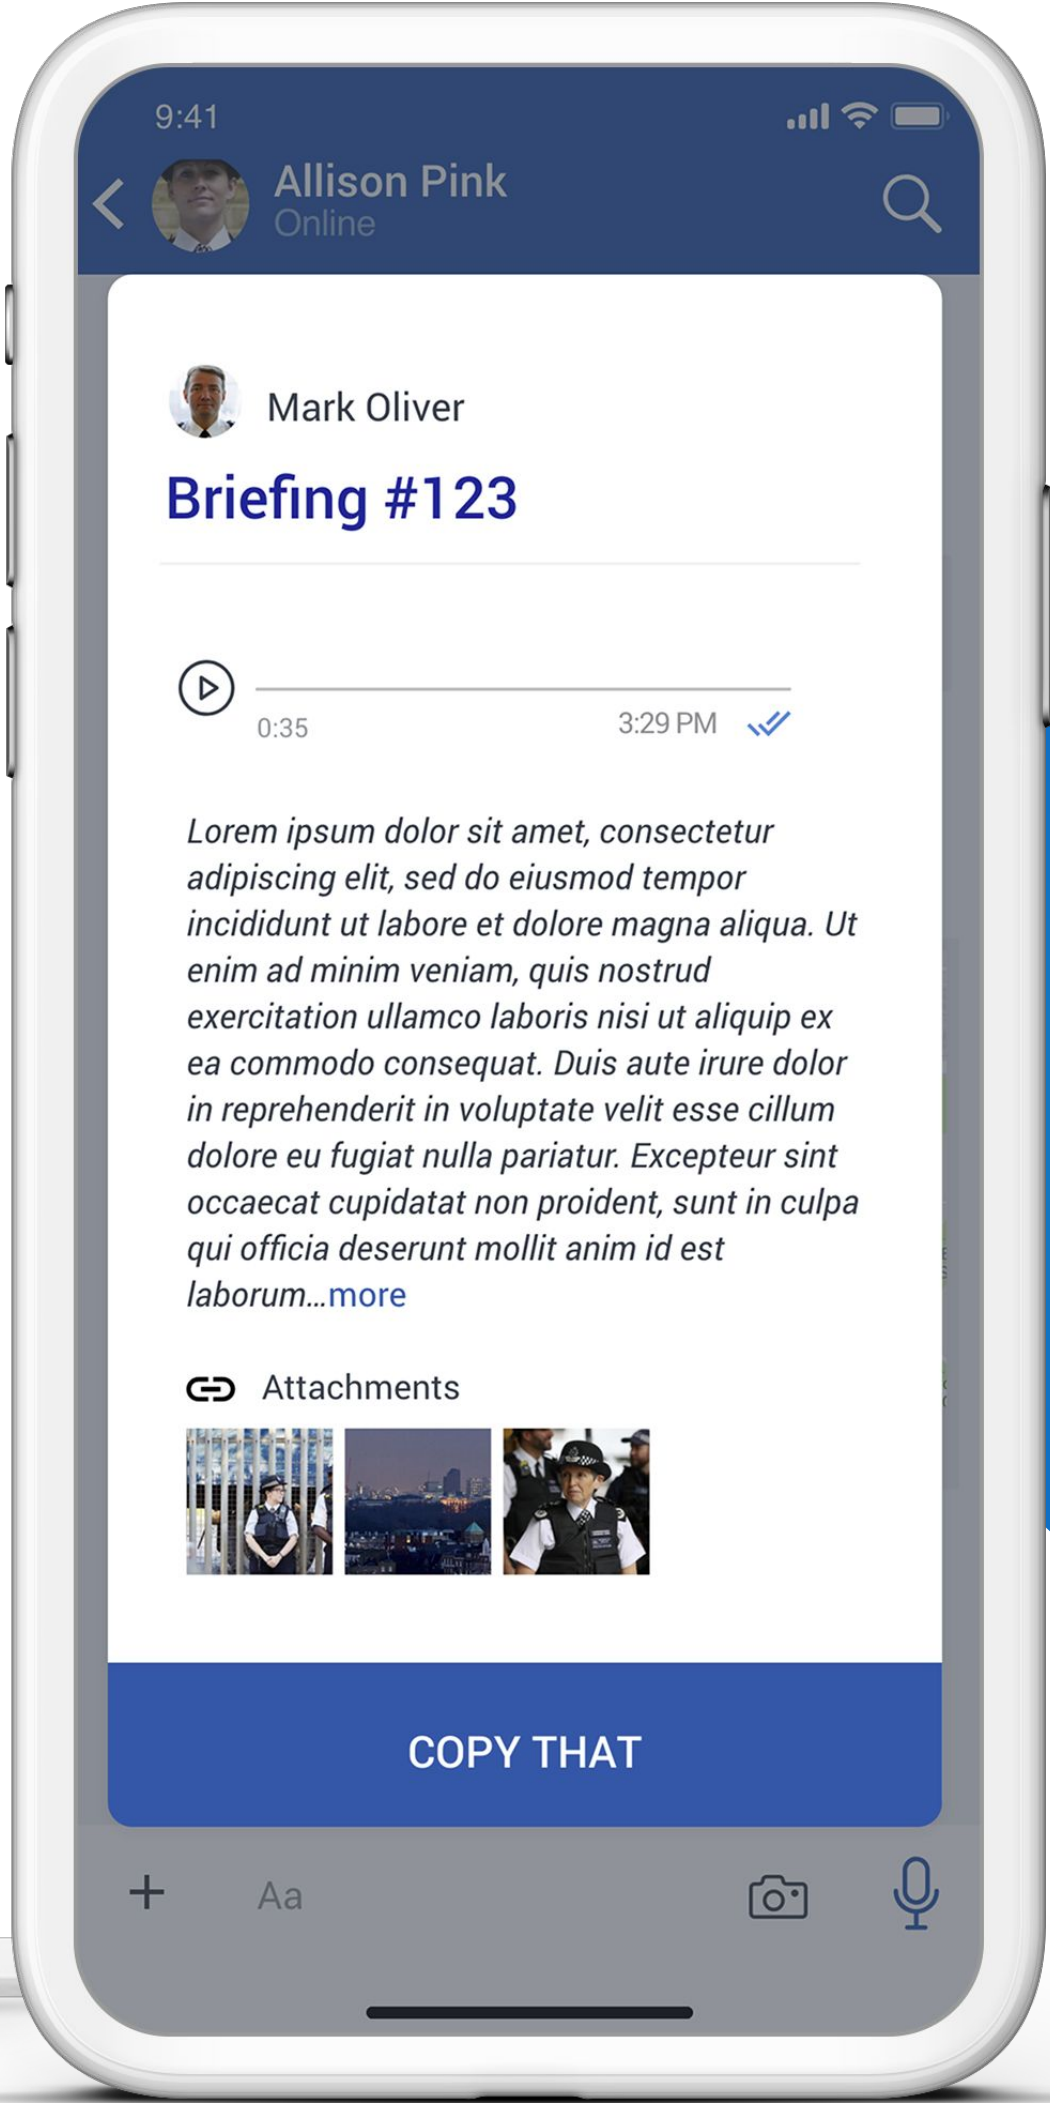 9:41
Allison Pink
Online
Mark Oliver
Briefing #123
0:35
3:29 PM
Lorem ipsum dolor sit amet, consectetur
adipiscing elit, sed do eiusmod tempor
incididunt ut labore et dolore magna aliqua. Ut
enim ad minim veniam, quis nostrud
exercitation ullamco laboris nisi ut aliquip ex
ea commodo consequat. Duis aute irure dolor
in reprehenderit in voluptate velit esse cillum
dolore eu fugiat nulla pariatur. Excepteur sint
occaecat cupidatat non proident, sunt in culpa
qui officia deserunt mollit anim id est
laborum...more
Attachments
COPY THAT
Aa